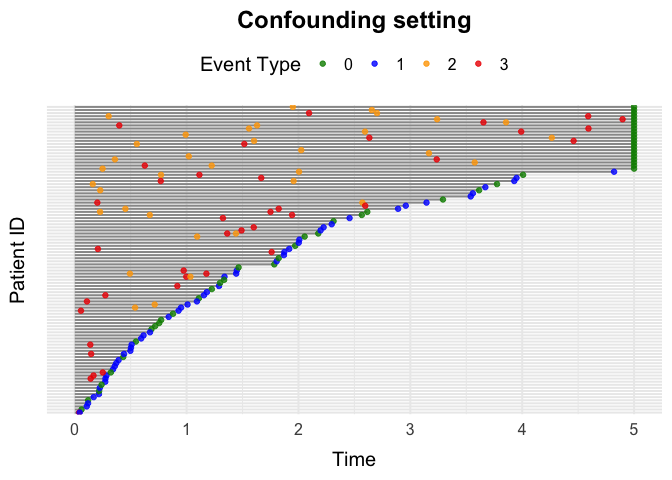 Confounding setting
Event Type 0 1 2 3
Patient ID
0 1 2 3 4 5
Time